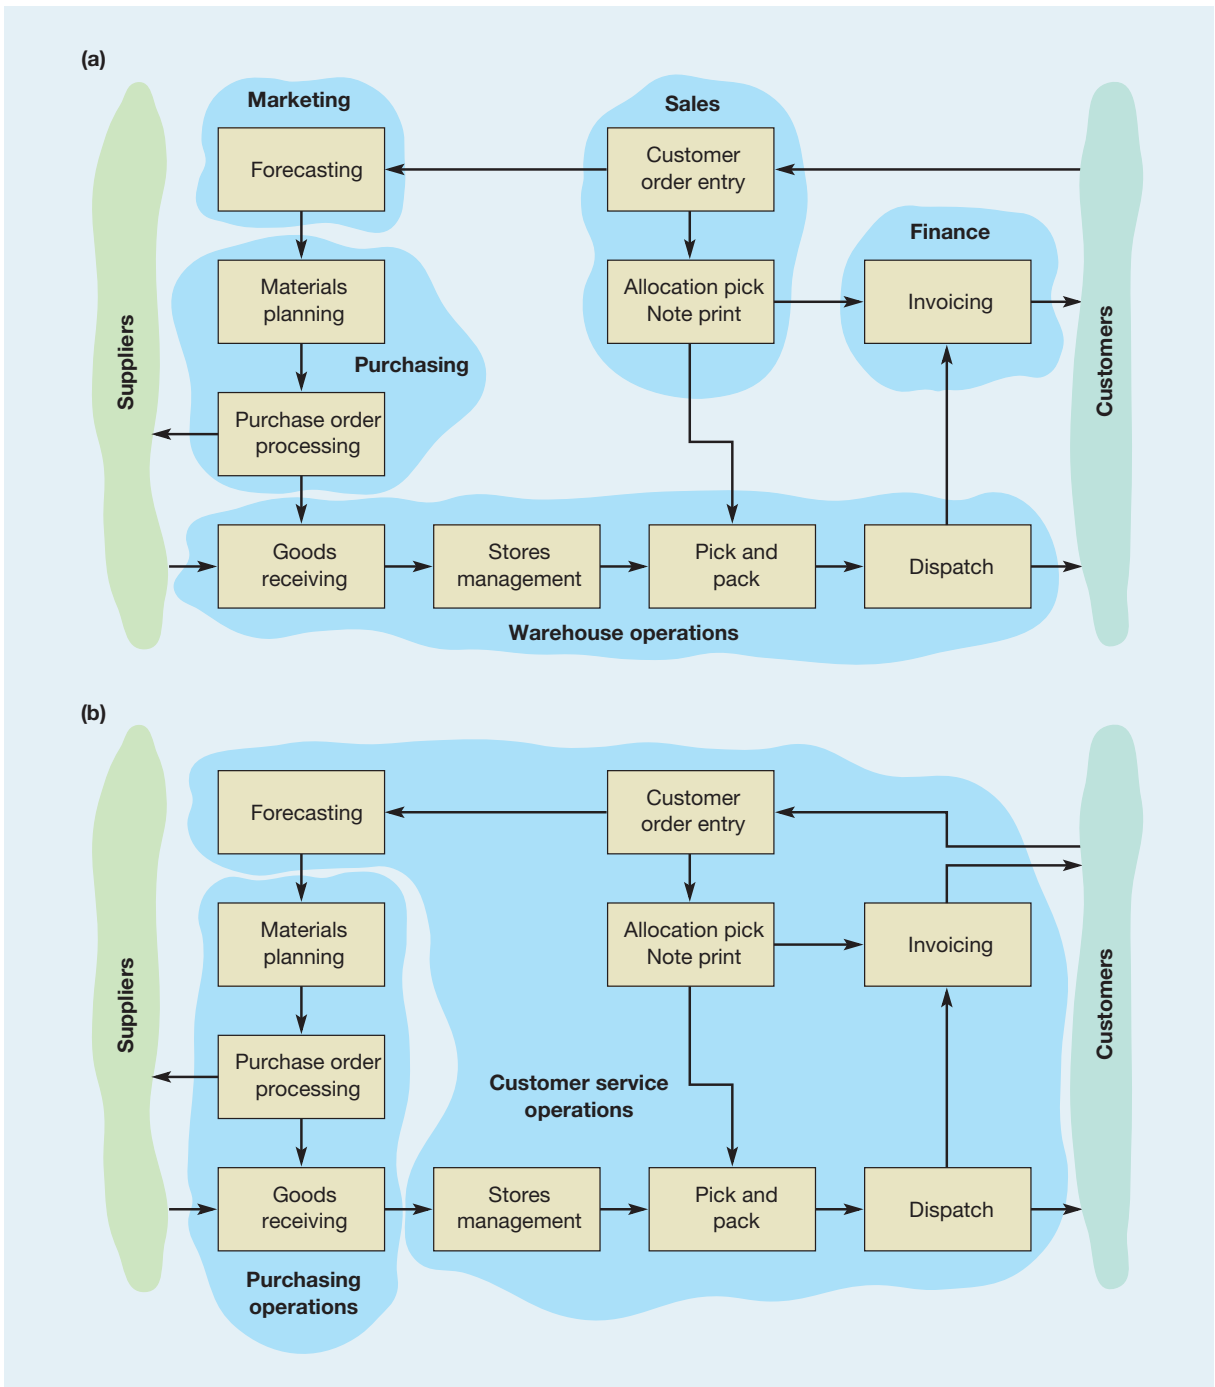 (a)
Marketing
Sales
Forecasting
Customer
order entry
Finance
Materials
planning
Allocation pick
Note print
Invoicing
Suppliers
Purchasing
Customers
Purchase order
processing
Goods
receiving
Stores
management
Pick and
pack
Dispatch
Warehouse operations
(b)
Forecasting
Customer
order entry
Materials
planning
Allocation pick
Note print
Invoicing
Suppliers
Customers
Purchase order
processing
Customer service
operations
Goods
receiving
Stores
management
Pick and
pack
Dispatch
Purchasing
operations